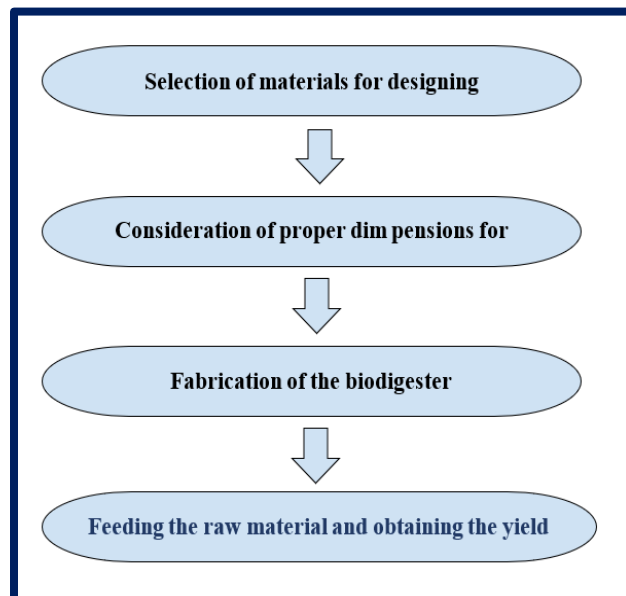 Selection of materials for designing
Consideration of proper dim pensions for
Fabrication of the biodigester
Feeding the raw material and obtaining the yield